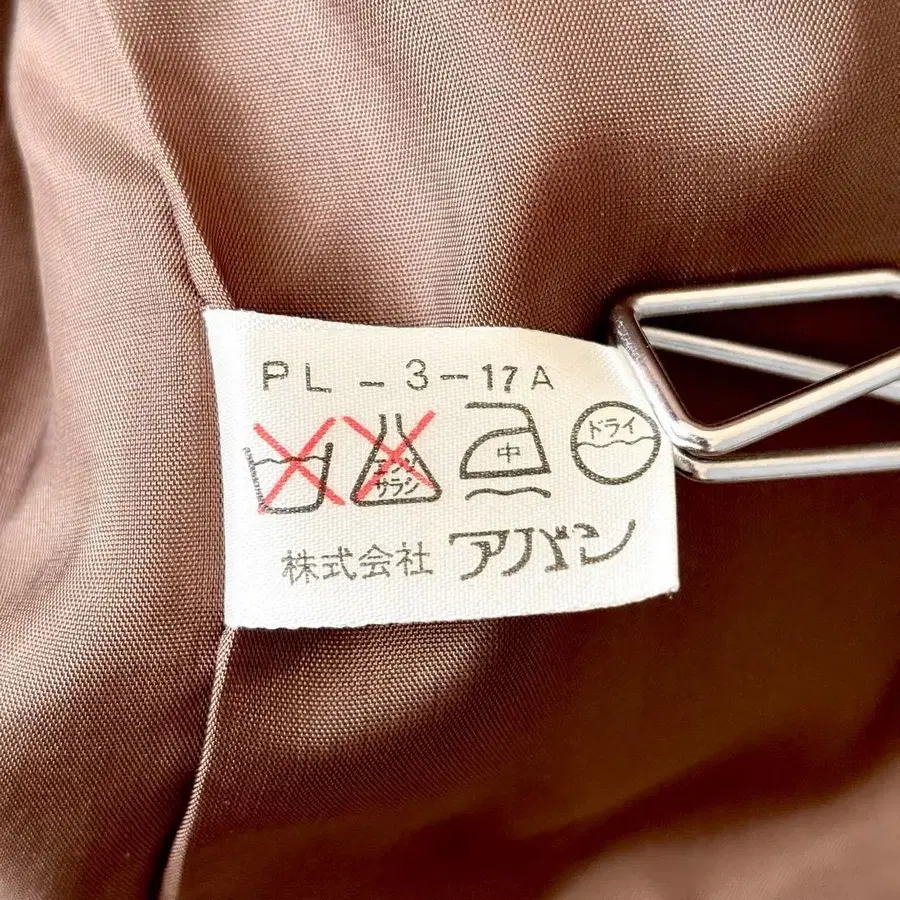 PL-3-17A
エンソ 中 ドライ
サラシ
株式会社 アバン